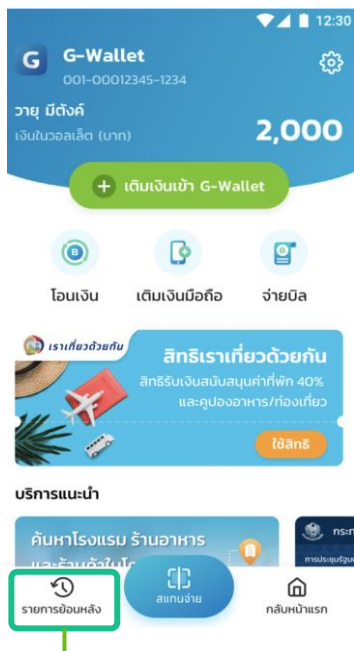 12:30
G
G-Wallet
001-00012345-1234
วายุ มีตังค์
เงินในวอลเล็ต (บาท)
2,000
+ เติมเงินเข้า G-Wallet
โอนเงิน
เติมเงินมือถือ
จ่ายบิล
เราเที่ยวด้วยกัน
สิทธิเราเที่ยวด้วยกัน
สิทธิรับเงินสนับสนุนค่าที่พัก 40%
และคูปองอาหาร/ท่องเที่ยว
ใช้สิทธิ
บริการแนะนำ
ค้นหาโรงแรม ร้านอาหาร
รายการย้อนหลัง
สแกนจ่าย
กลับหน้าแรก